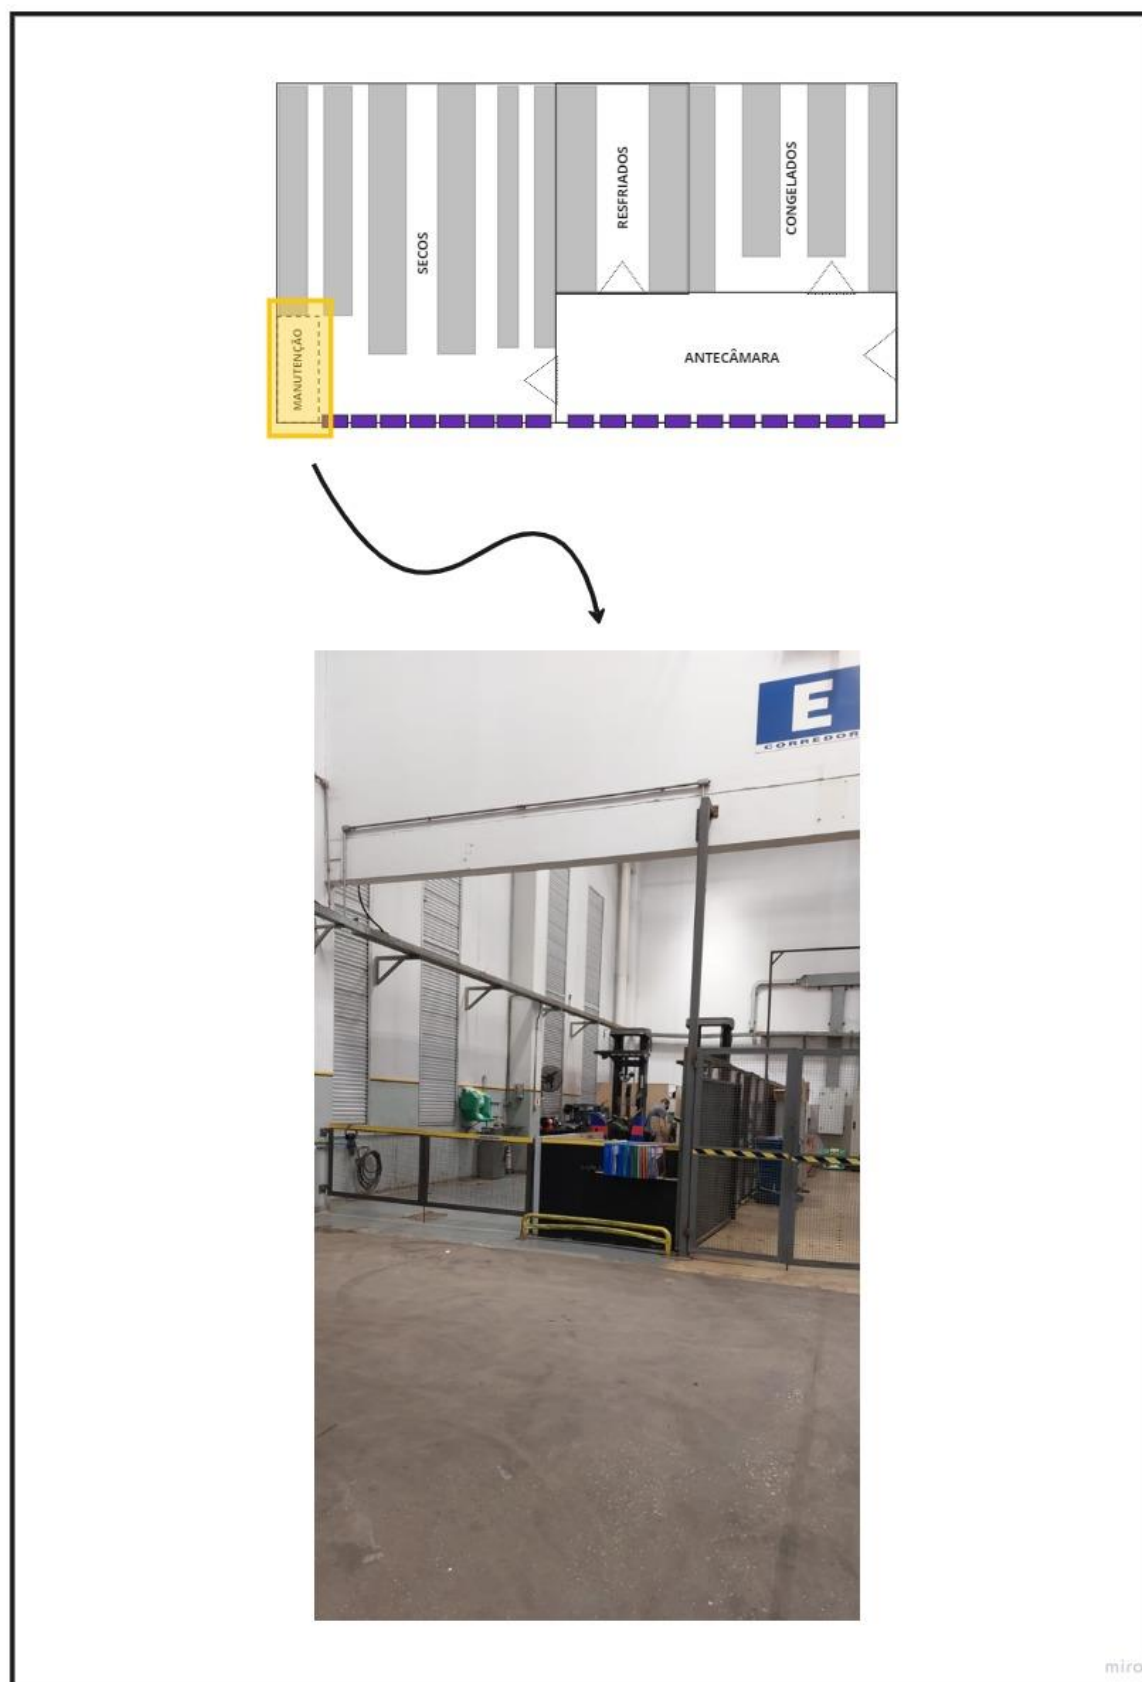 SECOS
RESFRIADOS
CONGELADOS
MANUTENÇÃO
ANTECÂMARA
E
CORREDOR
miro